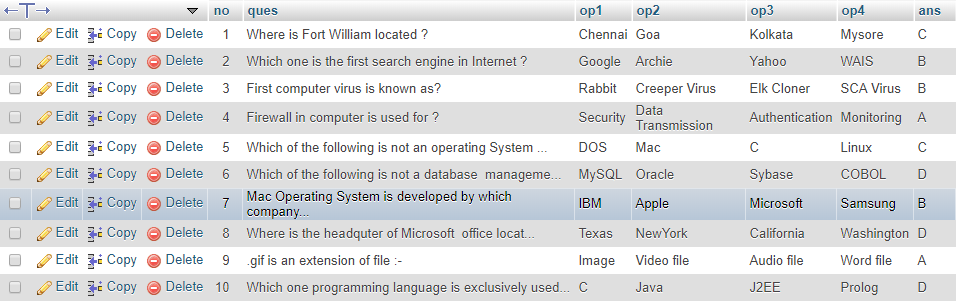 no ques op1 op2 op3 op4 ans
Edit Copy Delete 1 Where is Fort William located ? Chennai Goa Kolkata Mysore C
Edit Copy Delete 2 Which one is the first search engine in Internet ? Google Archie Yahoo WAIS B
Edit Copy Delete 3 First computer virus is known as? Rabbit Creeper Virus Elk Cloner SCA Virus B
Edit Copy Delete 4 Firewall in computer is used for ? Security Data Transmission Authentication Monitoring A
Edit Copy Delete 5 Which of the following is not an operating System ... DOS Mac C Linux C
Edit Copy Delete 6 Which of the following is not a database manageme... MySQL Oracle Sybase COBOL D
Edit Copy Delete 7 Mac Operating System is developed by which company... IBM Apple Microsoft Samsung B
Edit Copy Delete 8 Where is the headquter of Microsoft office locat... Texas NewYork California Washington D
Edit Copy Delete 9 .gif is an extension of file :- Image Video file Audio file Word file A
Edit Copy Delete 10 Which one programming language is exclusively used... C Java J2EE Prolog D